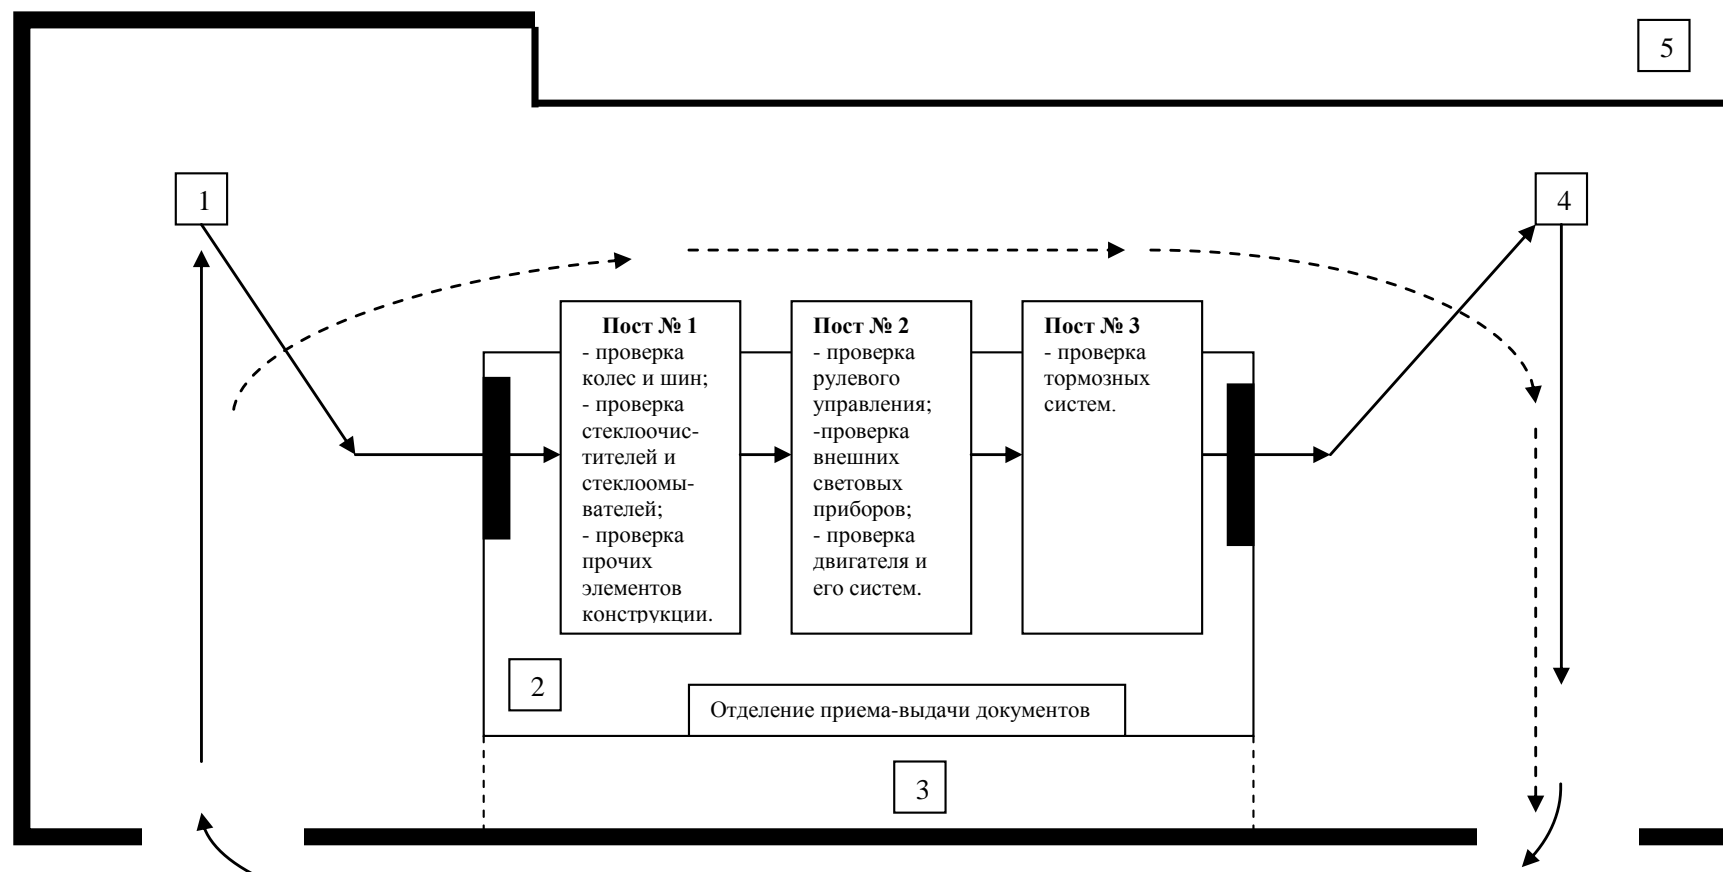 5
1
4
Пост № 1
- проверка
колес и шин;
- проверка
стеклоочис-
тителей и
стеклоомы-
вателей;
- проверка
прочих
элементов
конструкции.
Пост № 2
- проверка
рулевого
управления;
-проверка
внешних
световых
приборов;
- проверка
двигателя и
его систем.
Пост № 3
- проверка
тормозных
систем.
2
Отделение приема-выдачи документов
3